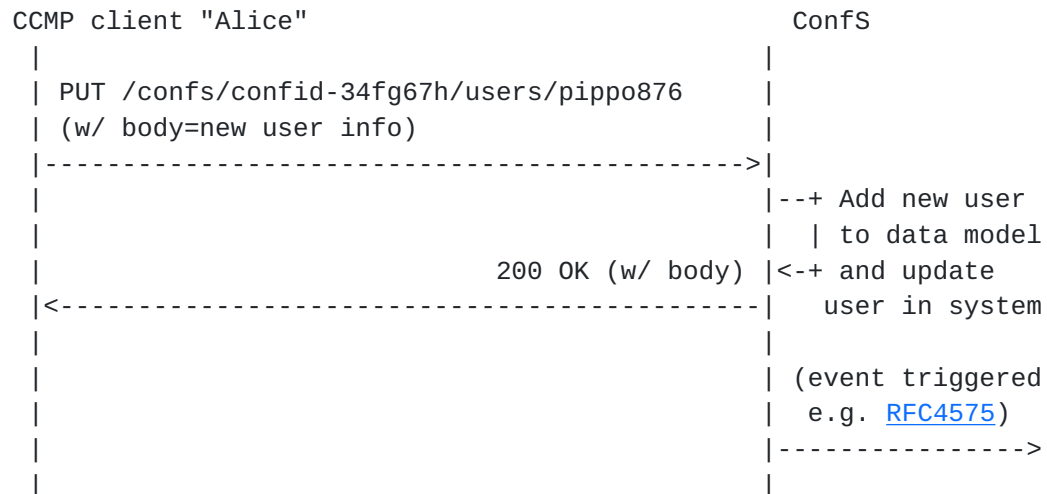 CCMP client "Alice"                               ConfS
 |                                               |
 | PUT /confs/confid-34fg67h/users/pippo876      |
 | (w/ body=new user info)                       |
 |--------------------------------------------->|
 |                                               |--+ Add new user
 |                                               |  | to data model
 |                              200 OK (w/ body) |<-+ and update
 |<---------------------------------------------|   user in system
 |                                               |
 |                                               | (event triggered
 |                                               |  e.g. RFC4575)
 |                                               |---------------->
 |                                               |